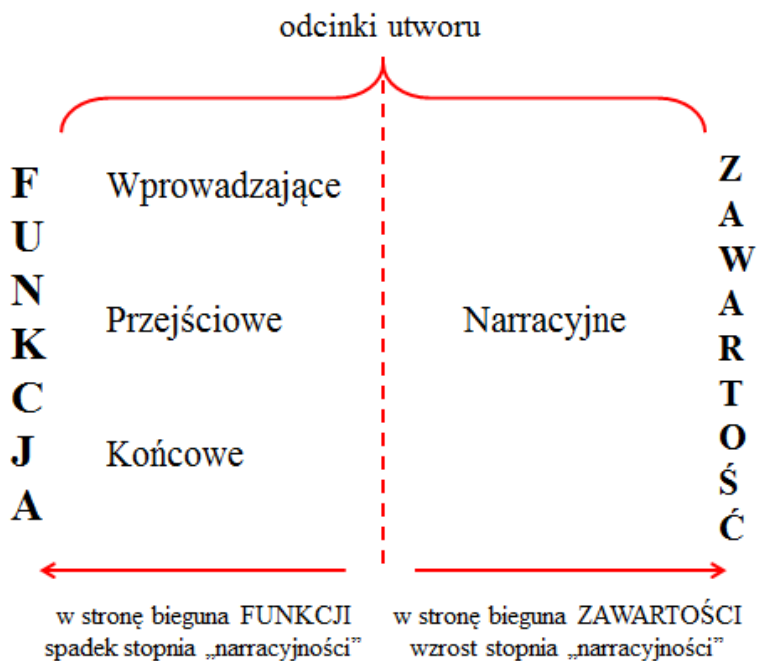 odcinki utworu
FUNKCJA
Wprowadzające
Przejściowe
Końcowe
Narracyjne
ZAWARTOŚĆ
w stronę bieguna FUNKCJI
spadek stopnia „narracyjności”
w stronę bieguna ZAWARTOŚCI
wzrost stopnia „narracyjności”